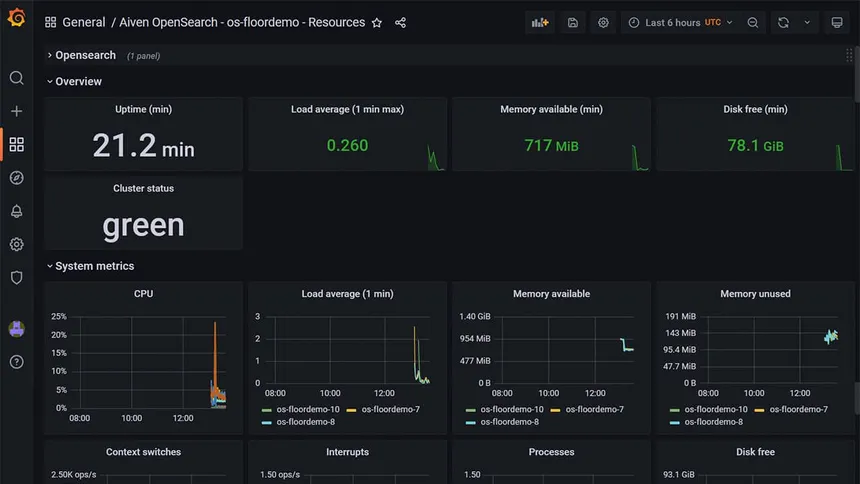 General / Aiven OpenSearch - os-floordemo - Resources
Last 6 hours UTC
Opensearch (1 panel)
Overview
Uptime (min)
21.2 min
Load average (1 min max)
0.260
Memory available (min)
717 MiB
Disk free (min)
78.1 GiB
Cluster status
green
System metrics
CPU
25%
20%
15%
10%
5%
0%
08:00 10:00 12:00
Load average (1 min)
3
2
1
0
08:00 10:00 12:00
os-floordemo-10 os-floordemo-7
os-floordemo-8
Memory available
1.40 GiB
954 MiB
477 MiB
0 B
08:00 10:00 12:00
os-floordemo-10 os-floordemo-7
os-floordemo-8
Memory unused
191 MiB
143 MiB
95.4 MiB
47.7 MiB
0 B
08:00 10:00 12:00
os-floordemo-10 os-floordemo-7
os-floordemo-8
Context switches
2.50K ops/s
Interrupts
1.50 ops/s
Processes
1.50
Disk free
93.1 GiB